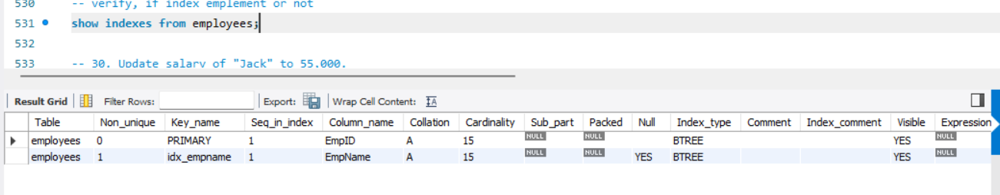 530 -- verify, if index emplement or not
531 show indexes from employees;
532
533 -- 30. Update salary of "Jack" to 55,000.
Result Grid Filter Rows: Export: Wrap Cell Content: IA
Table Non_unique Key_name Seq_in_index Column_name Collation Cardinality Sub_part Packed Null Index_type Comment Index_comment Visible Expression
employees 0 PRIMARY 1 EmpID A 15 NULL NULL BTREE YES NULL
employees 1 idx_empname 1 EmpName A 15 NULL NULL YES BTREE YES NULL